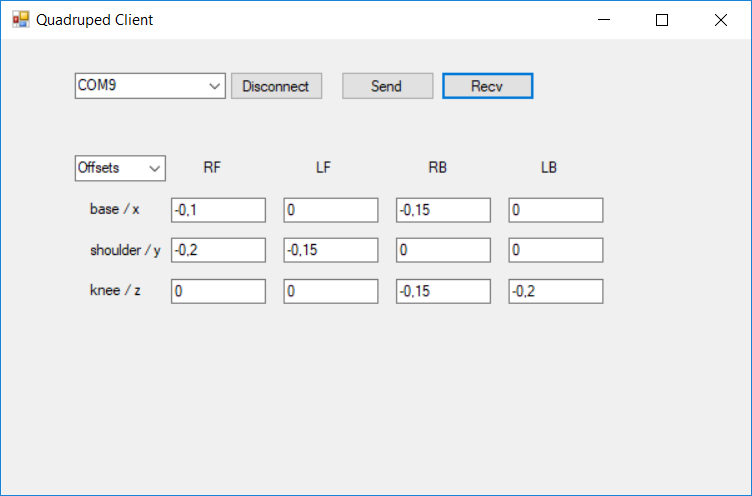 Quadruped Client
COM9 Disconnect Send Recv
Offsets RF LF RB LB
base / x -0,1 0 -0,15 0
shoulder / y -0,2 -0,15 0 0
knee / z 0 0 -0,15 -0,2